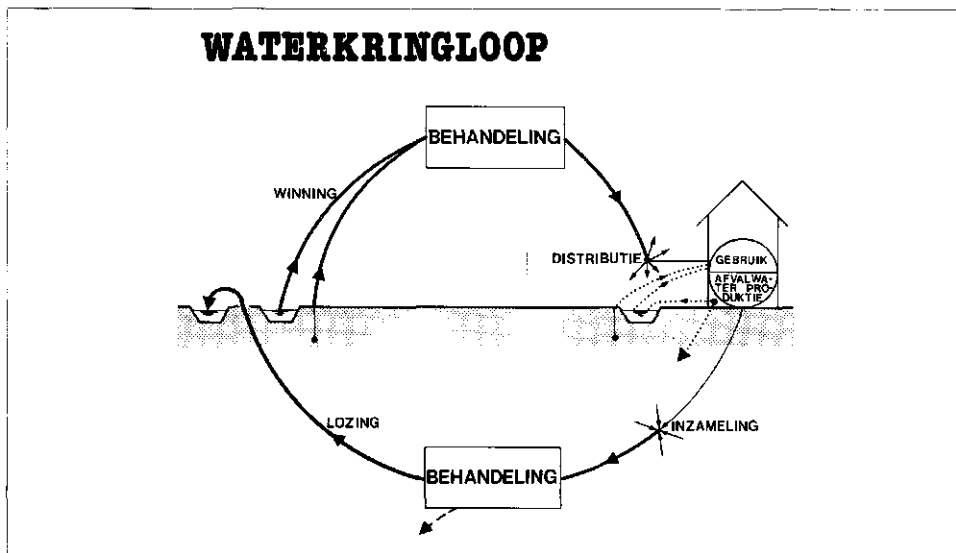 WATERKRINGLOOP
BEHANDELING
WINNING
DISTRIBUTIE
GEBRUIK
AFVALWA-
TER PRO-
DUKTIE
LOZING
INZAMELING
BEHANDELING